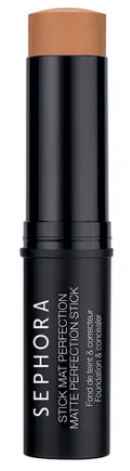 SEPHORA
STICK MAT PERFECTION
MATTE PERFECTION STICK
Fond de teint & correcteur
Foundation & concealer